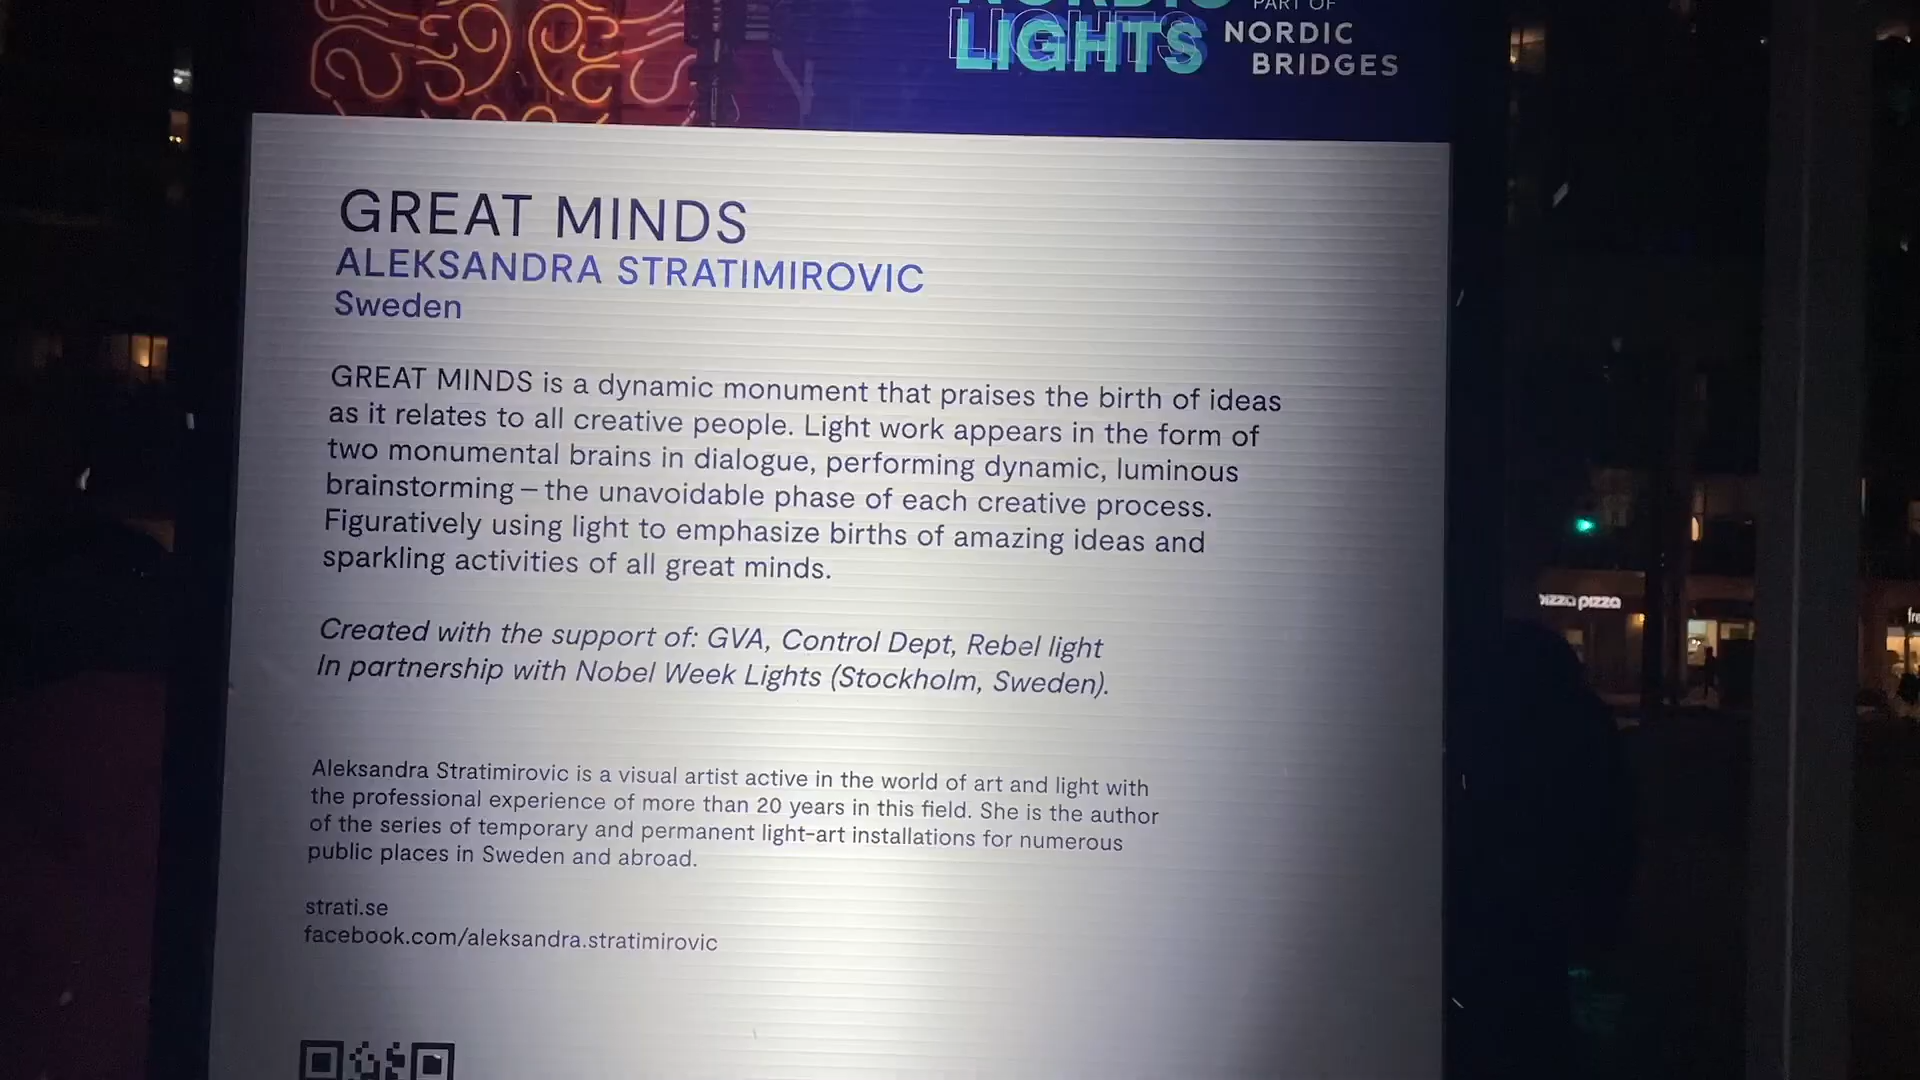 LIGHTS
PART OF
NORDIC
BRIDGES
GREAT MINDS
ALEKSANDRA STRATIMIROVIC
Sweden
GREAT MINDS is a dynamic monument that praises the birth of ideas
as it relates to all creative people. Light work appears in the form of
two monumental brains in dialogue, performing dynamic, luminous
brainstorming – the unavoidable phase of each creative process.
Figuratively using light to emphasize births of amazing ideas and
sparkling activities of all great minds.
Created with the support of: GVA, Control Dept, Rebel light
In partnership with Nobel Week Lights (Stockholm, Sweden).
Aleksandra Stratimirovic is a visual artist active in the world of art and light with
the professional experience of more than 20 years in this field. She is the author
of the series of temporary and permanent light-art installations for numerous
public places in Sweden and abroad.
strati.se
facebook.com/aleksandra.stratimirovic
pizza pizza